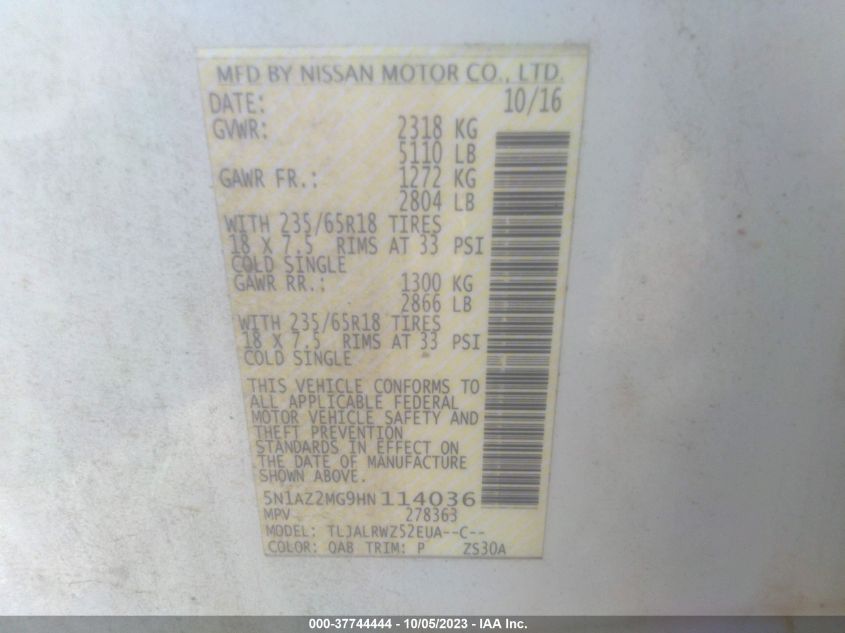 MFD BY NISSAN MOTOR CO., LTD.
DATE: 10/16
GVWR: 2318 KG
5110 LB
GAWR FR.: 1272 KG
2804 LB
WITH 235/65R18 TIRES
18 X 7.5 RIMS AT 33 PSI
COLD SINGLE
GAWR RR.: 1300 KG
2866 LB
WITH 235/65R18 TIRES
18 X 7.5 RIMS AT 33 PSI
COLD SINGLE
THIS VEHICLE CONFORMS TO
ALL APPLICABLE FEDERAL
MOTOR VEHICLE SAFETY AND
THEFT PREVENTION
STANDARDS IN EFFECT ON
THE DATE OF MANUFACTURE
SHOWN ABOVE.
5N1AZ2MG9HN114036
MPV 278363
MODEL: TLJALRWZ52EUA--C--
COLOR: QAB TRIM: P ZS30A
000-37744444 - 10/05/2023 - IAA Inc.